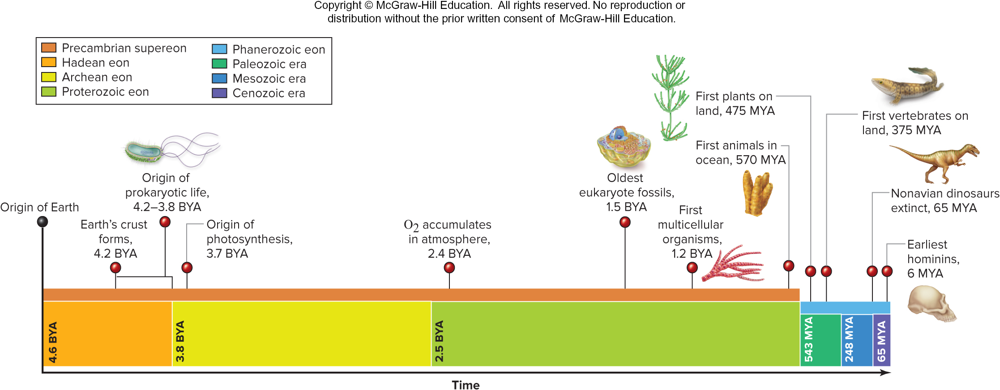 Copyright © McGraw-Hill Education. All rights reserved. No reproduction or
distribution without the prior written consent of McGraw-Hill Education.
Precambrian supereon
Hadean eon
Archean eon
Proterozoic eon
Phanerozoic eon
Paleozoic era
Mesozoic era
Cenozoic era
Origin of Earth
Earth’s crust
forms,
4.2 BYA
Origin of
prokaryotic life,
4.2–3.8 BYA
Origin of
photosynthesis,
3.7 BYA
O2 accumulates
in atmosphere,
2.4 BYA
Oldest
eukaryote fossils,
1.5 BYA
First
multicellular
organisms,
1.2 BYA
First animals in
ocean, 570 MYA
First plants on
land, 475 MYA
First vertebrates on
land, 375 MYA
Nonavian dinosaurs
extinct, 65 MYA
Earliest
hominins,
6 MYA
4.6 BYA
3.8 BYA
2.5 BYA
543 MYA
248 MYA
65 MYA
Time